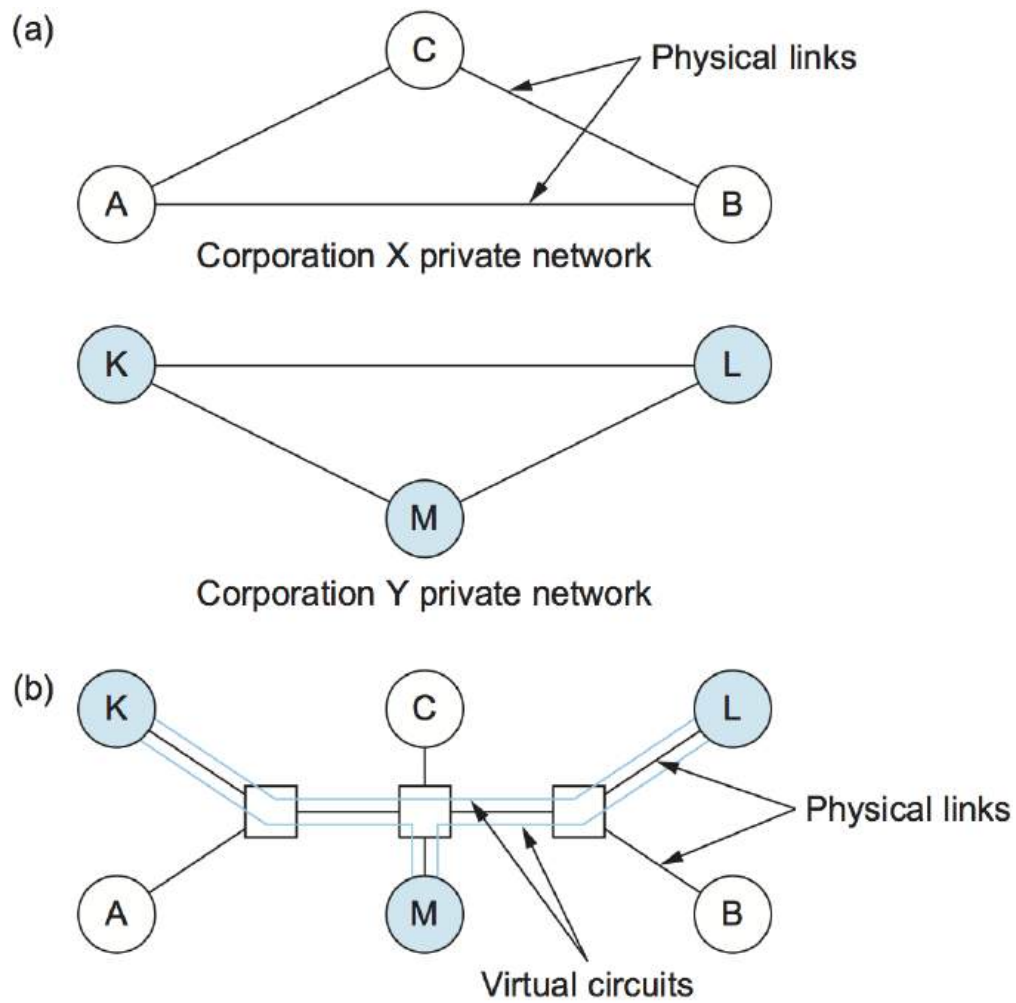 (a)
C
Physical links
A
B
Corporation X private network
K
L
M
Corporation Y private network
(b)
K
C
L
Physical links
A
M
B
Virtual circuits